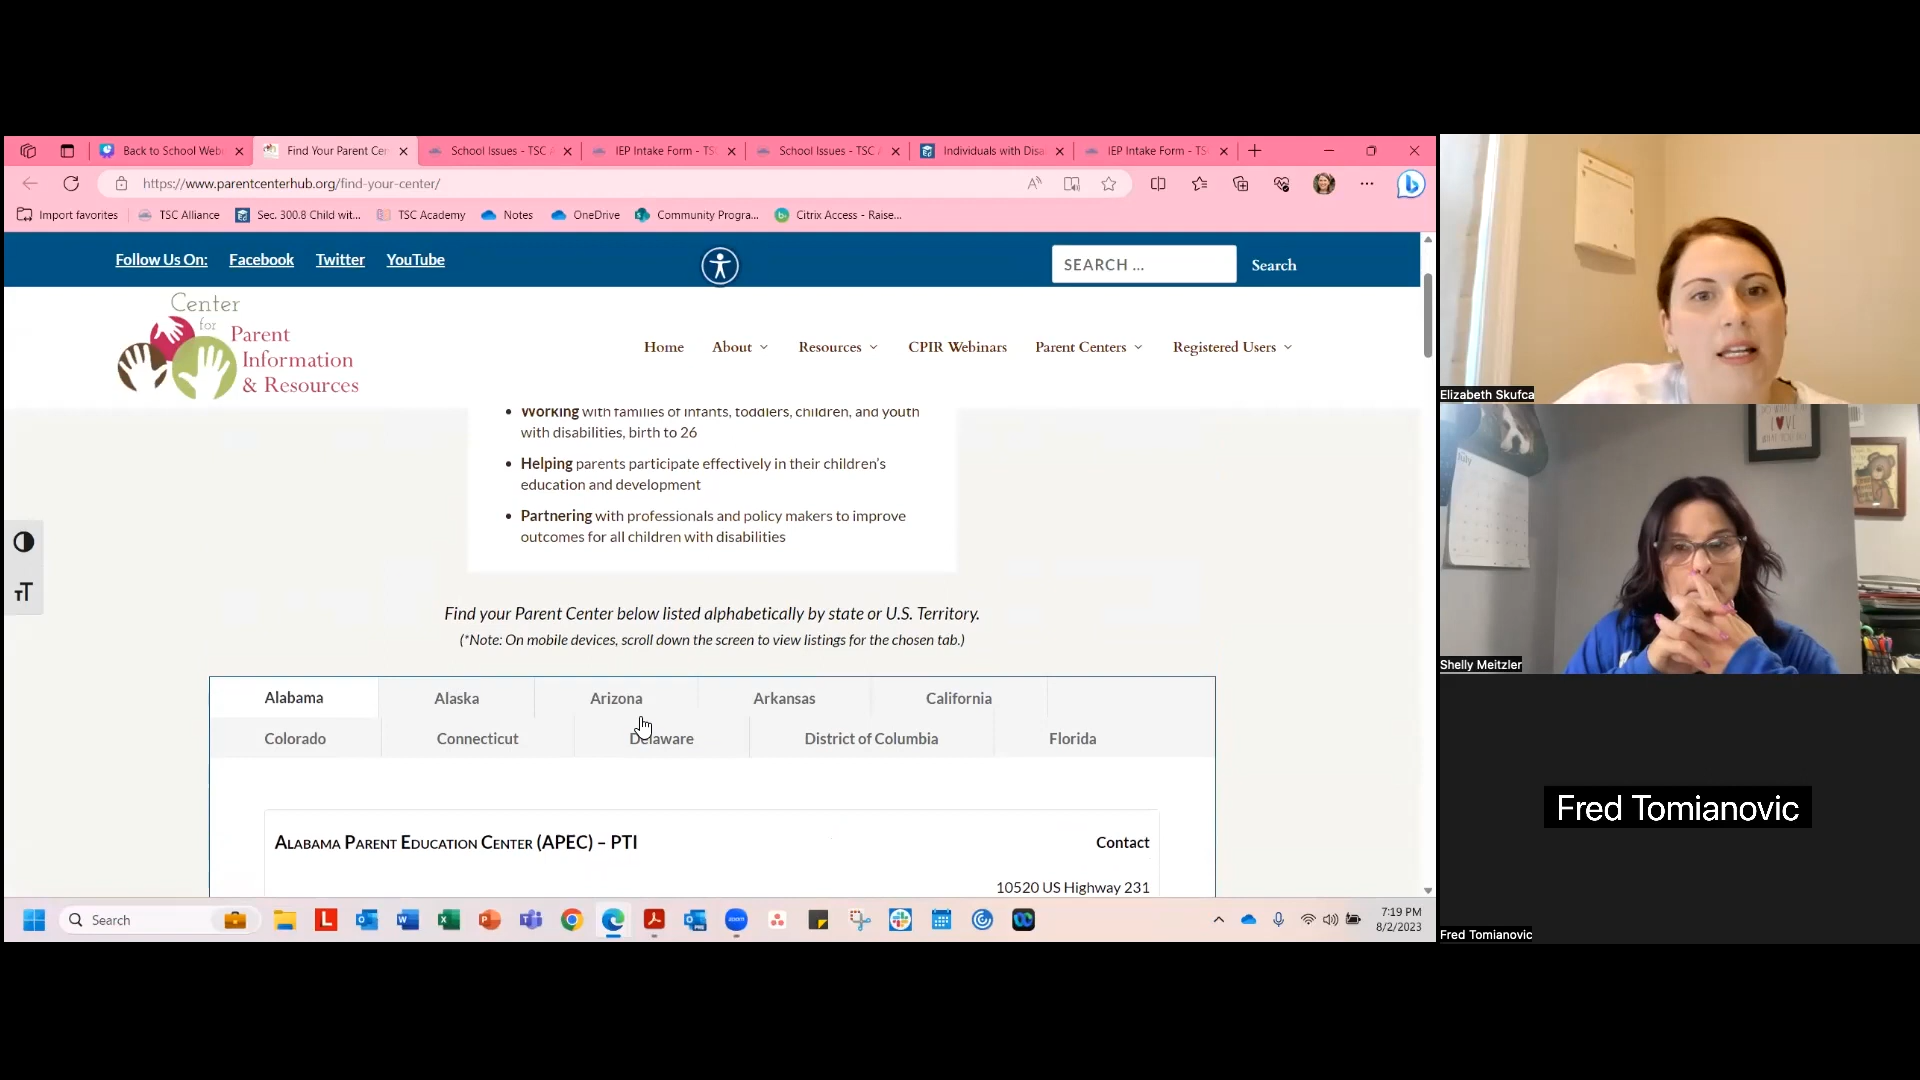 Back to School Web
Find Your Parent Cen
School Issues - TSC A
IEP Intake Form - TSC
School Issues - TSC A
Individuals with Disa
IEP Intake Form - TS
https://www.parentcenterhub.org/find-your-center/
Import favorites
TSC Alliance
Sec. 300.8 Child wit...
TSC Academy
Notes
OneDrive
Community Progra...
Citrix Access - Raise...
Follow Us On:
Facebook
Twitter
YouTube
SEARCH ...
Search
Center
for
Parent
Information
& Resources
Home
About
Resources
CPIR Webinars
Parent Centers
Registered Users
Working with families of infants, toddlers, children, and youth
with disabilities, birth to 26
Helping parents participate effectively in their children's
education and development
Partnering with professionals and policy makers to improve
outcomes for all children with disabilities
Find your Parent Center below listed alphabetically by state or U.S. Territory.
(*Note: On mobile devices, scroll down the screen to view listings for the chosen tab.)
Alabama
Alaska
Arizona
Arkansas
California
Colorado
Connecticut
Delaware
District of Columbia
Florida
ALABAMA PARENT EDUCATION CENTER (APEC) – PTI
Contact
10520 US Highway 231
Search
7:19 PM
8/2/2023
Elizabeth Skufca
July
LOVE
Shelly Meitzler
Fred Tomianovic
Fred Tomianovic